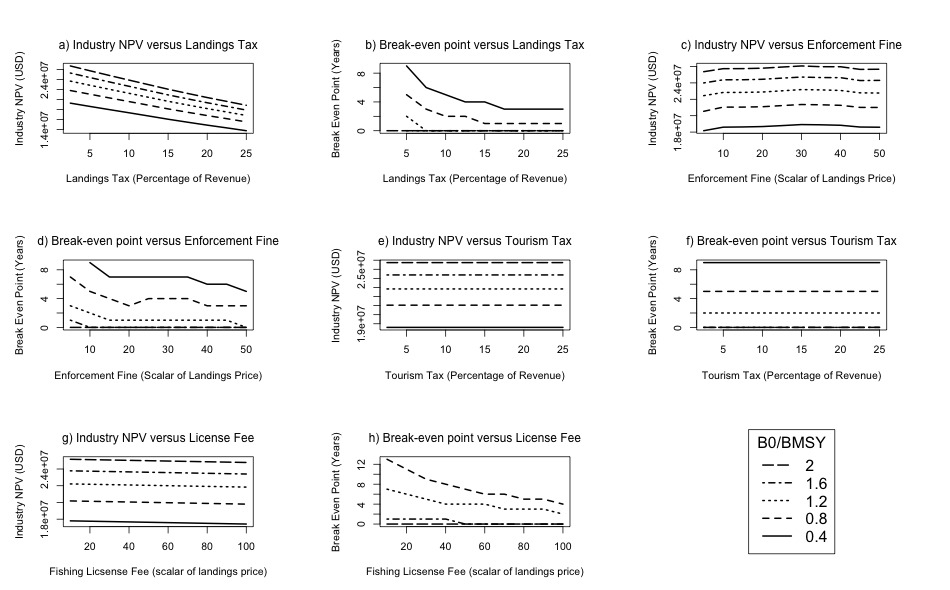 a) Industry NPV versus Landings Tax
Industry NPV (USD)
1.4e+07 2.4e+07
5 10 15 20 25
Landings Tax (Percentage of Revenue)
b) Break-even point versus Landings Tax
Break Even Point (Years)
0 4 8
5 10 15 20 25
Landings Tax (Percentage of Revenue)
c) Industry NPV versus Enforcement Fine
Industry NPV (USD)
1.8e+07 2.4e+07
10 20 30 40 50
Enforcement Fine (Scalar of Landings Price)
d) Break-even point versus Enforcement Fine
Break Even Point (Years)
0 4 8
10 20 30 40 50
Enforcement Fine (Scalar of Landings Price)
e) Industry NPV versus Tourism Tax
Industry NPV (USD)
1.9e+07 2.5e+07
5 10 15 20 25
Tourism Tax (Percentage of Revenue)
f) Break-even point versus Tourism Tax
Break Even Point (Years)
0 4 8
5 10 15 20 25
Tourism Tax (Percentage of Revenue)
g) Industry NPV versus License Fee
Industry NPV (USD)
1.8e+07 2.4e+07
20 40 60 80 100
Fishing Licsense Fee (scalar of landings price)
h) Break-even point versus License Fee
Break Even Point (Years)
0 4 8 12
20 40 60 80 100
Fishing Licsense Fee (scalar of landings price)
B0/BMSY
2
1.6
1.2
0.8
0.4